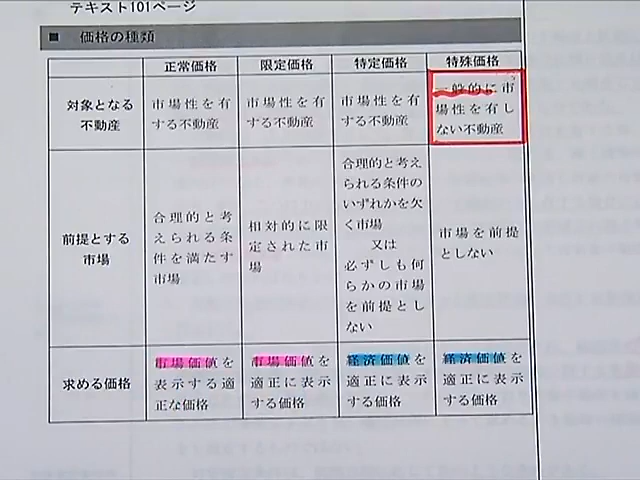 テキスト101ページ
■ 価格の種類
正常価格 限定価格 特定価格 特殊価格
対象となる
不動産
市場性を有
する不動産
市場性を有
する不動産
市場性を有
する不動産
一般的に市
場性を有し
ない不動産
前提とする
市場
合理的と考
えられる条
件を満たす
市場
相対的に限
定された市
場
合理的と考え
られる条件の
いずれかを欠
く市場
又は
必ずしも何
らかの市場
を前提とし
ない
市場を前提
としない
求める価格
市場価値を
表示する適
正な価格
市場価値を
適正に表示
する価格
経済価値を
適正に表示
する価格
経済価値を
適正に表示
する価格